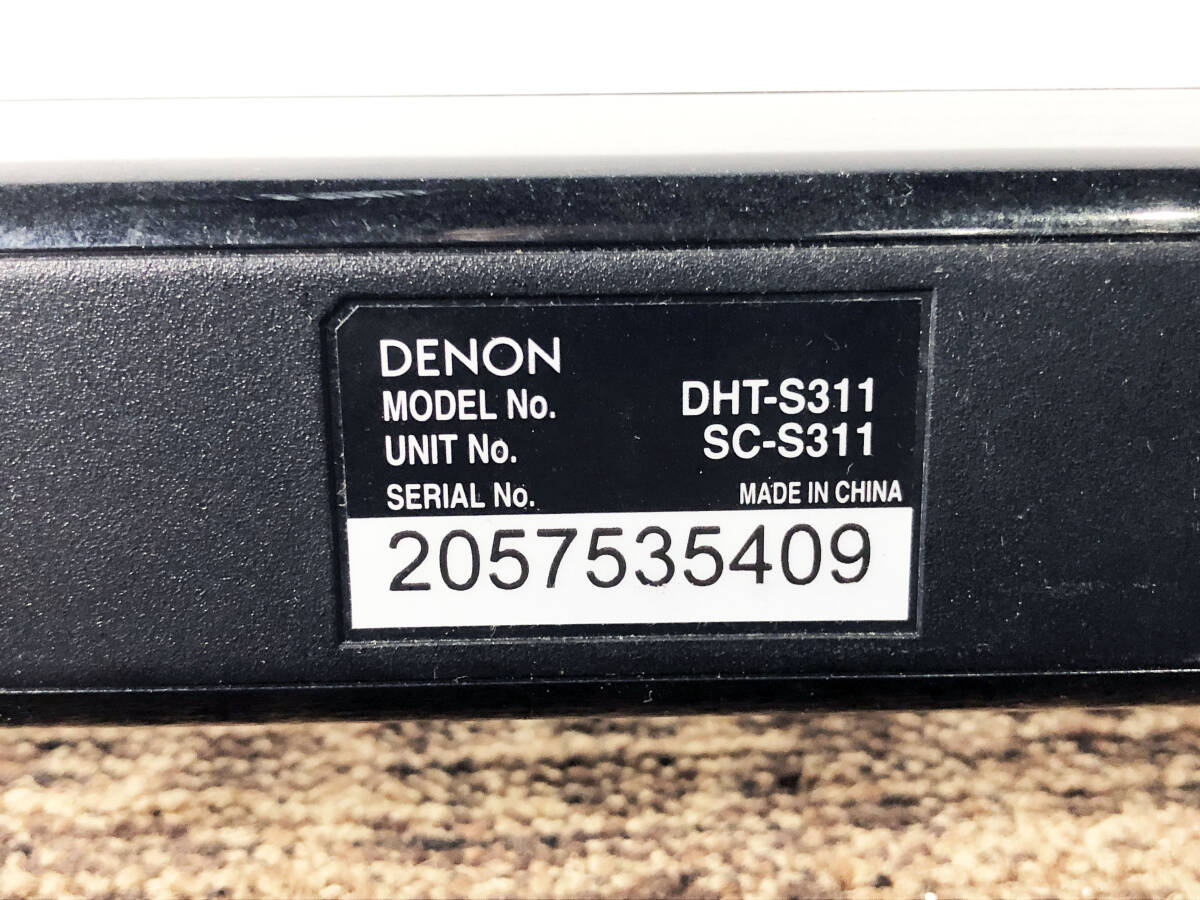 DENON
MODEL No. DHT-S311
UNIT No. SC-S311
SERIAL No. MADE IN CHINA
2057535409